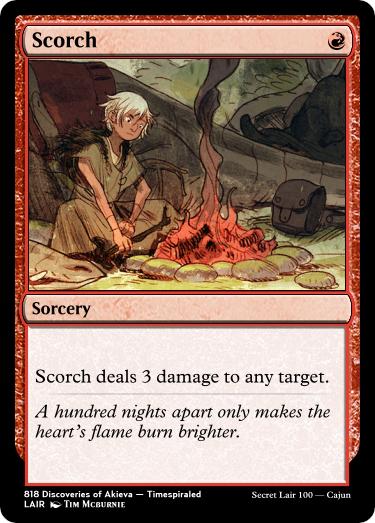 Scorch
Sorcery
Scorch deals 3 damage to any target.
A hundred nights apart only makes the
heart's flame burn brighter.
818 Discoveries of Akieva — Timespiraled
Secret Lair 100 — Cajun
LAIR Tim Mcburnie